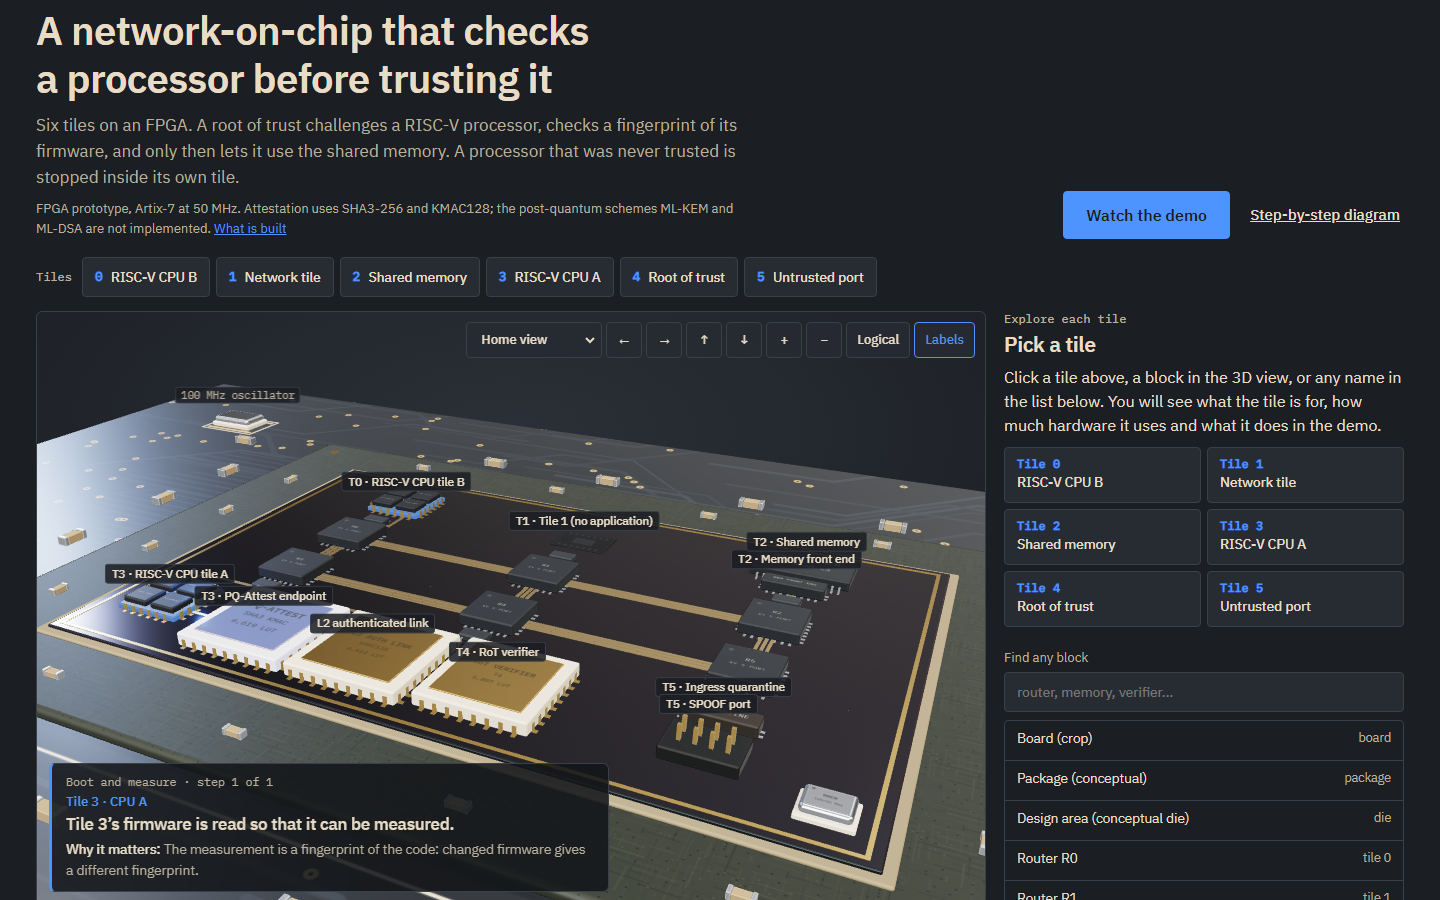 A network-on-chip that checks
a processor before trusting it
Six tiles on an FPGA. A root of trust challenges a RISC-V processor, checks a fingerprint of its
firmware, and only then lets it use the shared memory. A processor that was never trusted is
stopped inside its own tile.
FPGA prototype, Artix-7 at 50 MHz. Attestation uses SHA3-256 and KMAC128; the post-quantum schemes ML-KEM and
ML-DSA are not implemented. What is built
Watch the demo
Step-by-step diagram
Tiles
0 RISC-V CPU B
1 Network tile
2 Shared memory
3 RISC-V CPU A
4 Root of trust
5 Untrusted port
Home view
←
→
↑
↓
+
−
Logical
Labels
100 MHz oscillator
T0 · RISC-V CPU tile B
T1 · Tile 1 (no application)
T2 · Shared memory
T2 · Memory front end
T3 · RISC-V CPU tile A
T3 · PQ-Attest endpoint
L2 authenticated link
T4 · RoT verifier
T5 · Ingress quarantine
T5 · SPOOF port
Boot and measure · step 1 of 1
Tile 3 · CPU A
Tile 3’s firmware is read so that it can be measured.
Why it matters: The measurement is a fingerprint of the code: changed firmware gives
a different fingerprint.
Explore each tile
Pick a tile
Click a tile above, a block in the 3D view, or any name in
the list below. You will see what the tile is for, how
much hardware it uses and what it does in the demo.
Tile 0
RISC-V CPU B
Tile 1
Network tile
Tile 2
Shared memory
Tile 3
RISC-V CPU A
Tile 4
Root of trust
Tile 5
Untrusted port
Find any block
router, memory, verifier...
Board (crop) board
Package (conceptual) package
Design area (conceptual die) die
Router R0 tile 0
Router R1 tile 1